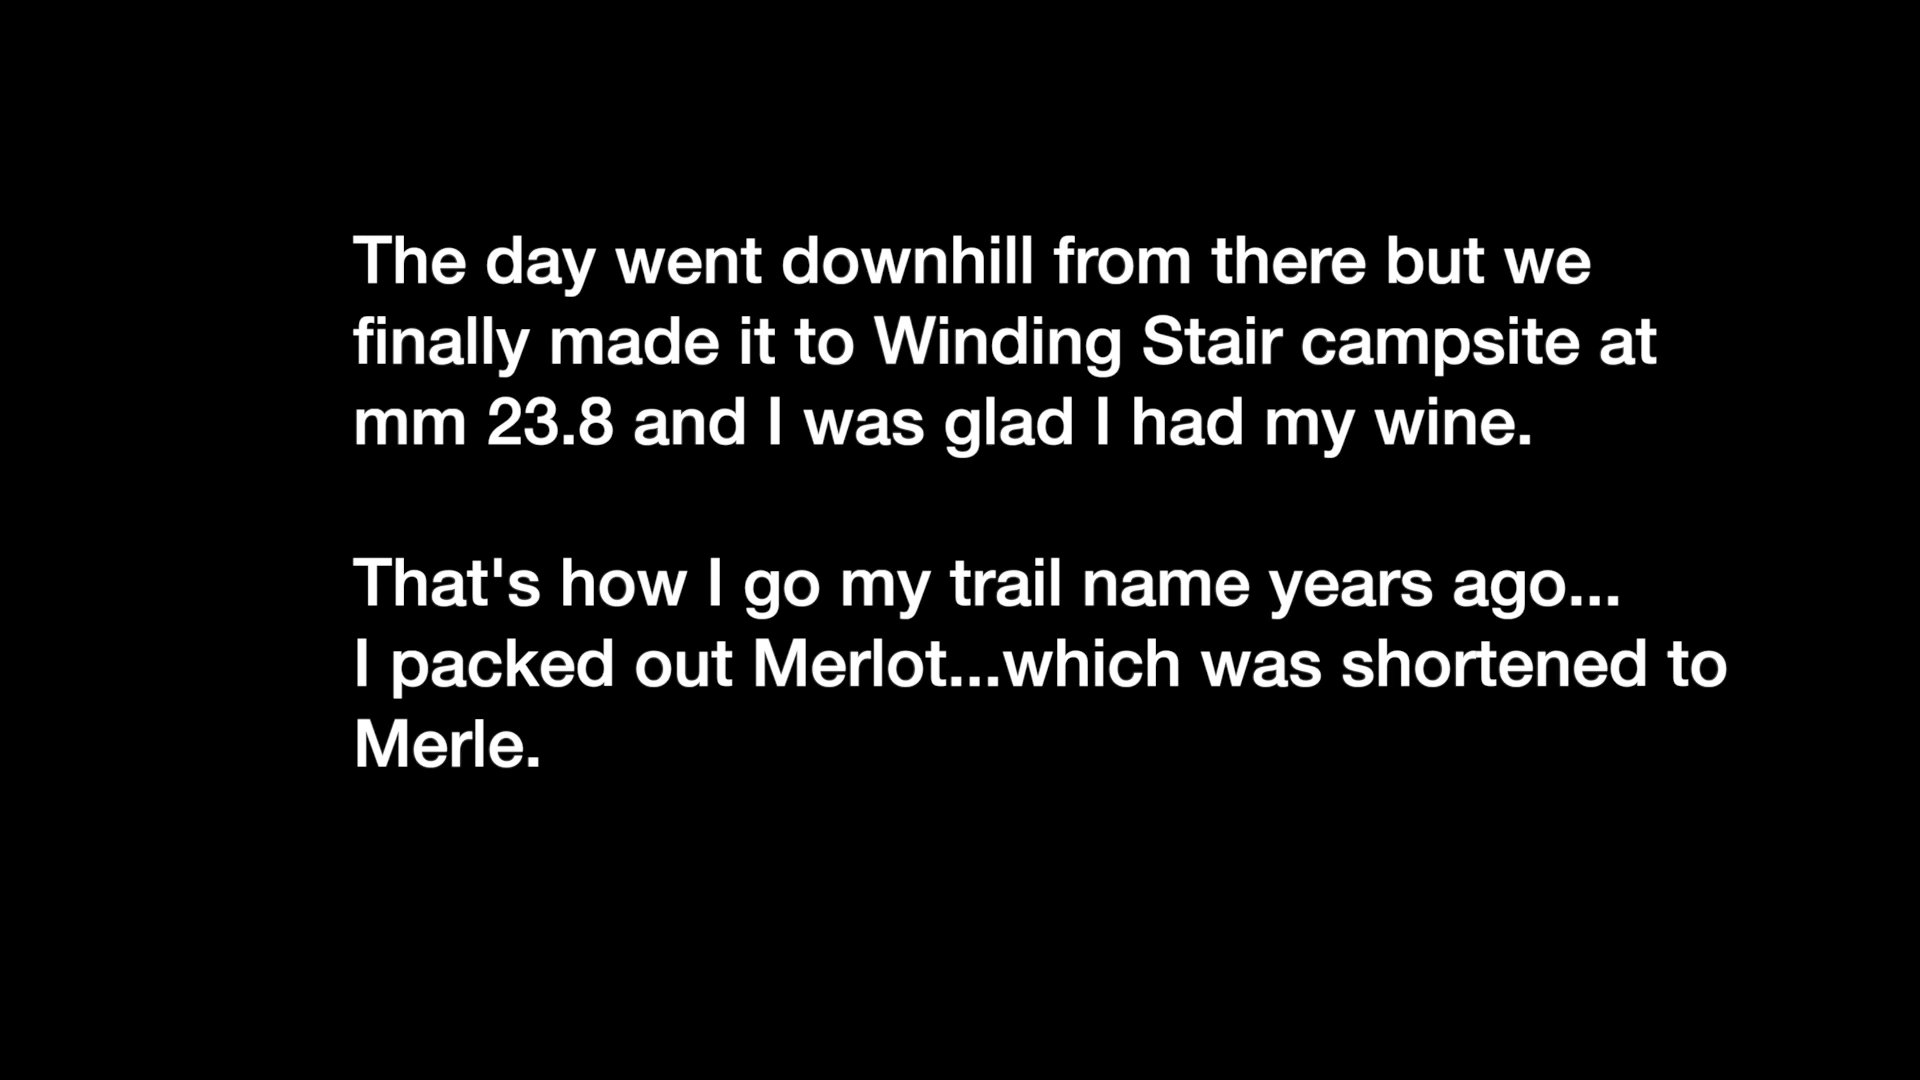 The day went downhill from there but we
finally made it to Winding Stair campsite at
mm 23.8 and I was glad I had my wine.
That's how I go my trail name years ago...
I packed out Merlot...which was shortened to
Merle.